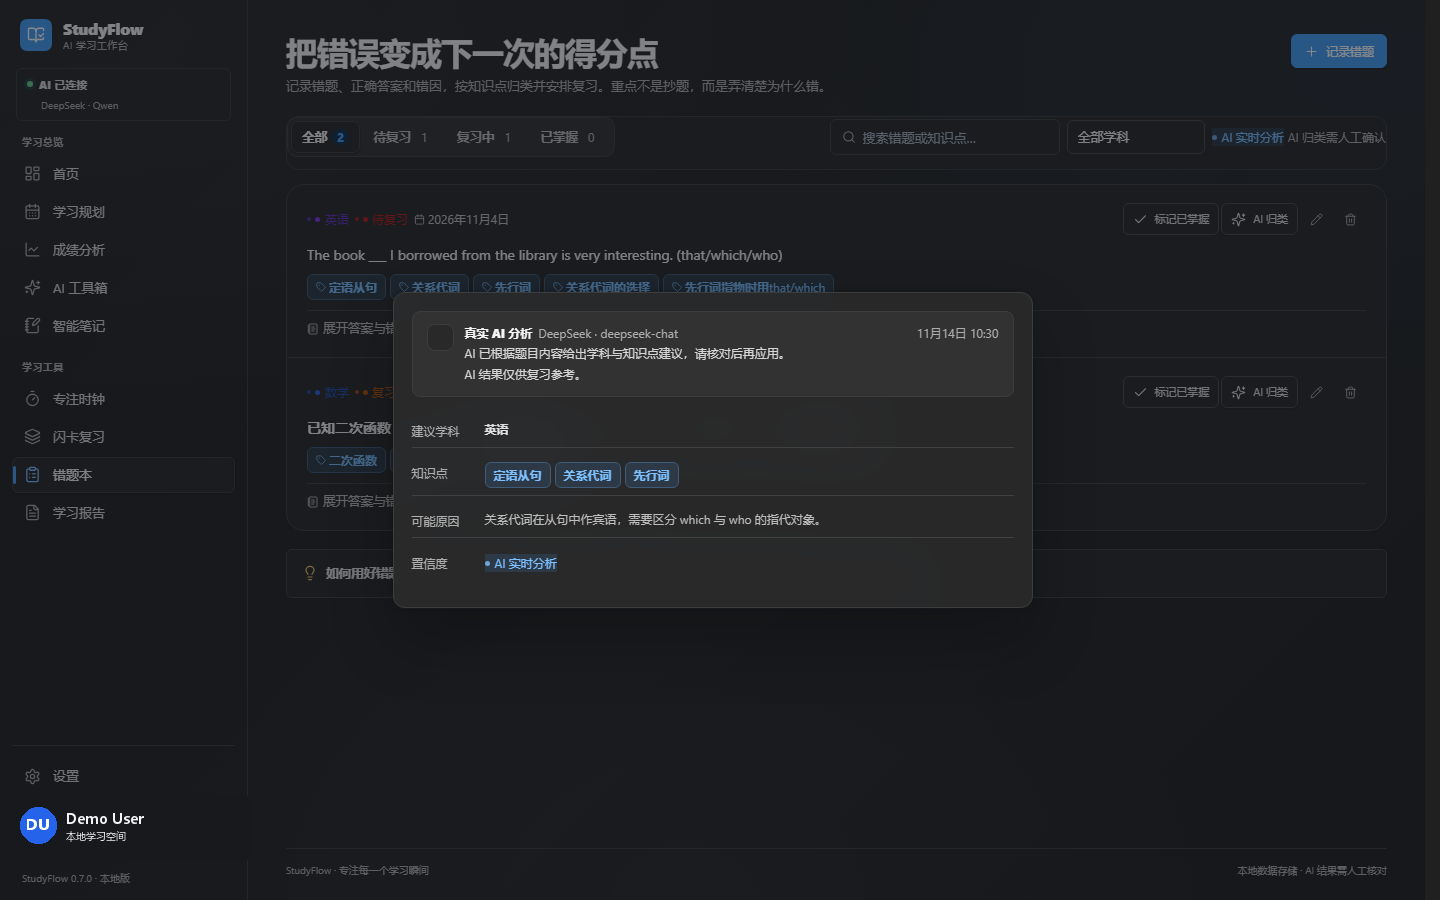 StudyFlow
AI 学习工作台
AI 已连接
DeepSeek · Qwen
学习总览
首页
学习规划
成绩分析
AI 工具箱
智能笔记
学习工具
专注时钟
闪卡复习
错题本
学习报告
设置
DU
Demo User
本地学习空间
StudyFlow 0.7.0 · 本地版
把错误变成下一次的得分点
记录错题、正确答案和错因，按知识点归类并安排复习。重点不是抄题，而是弄清楚为什么错。
记录错题
全部 2 待复习 1 复习中 1 已掌握 0
搜索错题或知识点...
全部学科
AI 实时分析 AI 归类需人工确认
英语 待复习 2026年11月4日
标记已掌握 AI 归类
The book ___ I borrowed from the library is very interesting. (that/which/who)
定语从句 关系代词 先行词 关系代词的选择 先行词指物时用that/which
展开答案与错
数学 复习
标记已掌握 AI 归类
已知二次函数
二次函数
展开答案与错
如何用好错题
真实 AI 分析 DeepSeek · deepseek-chat 11月14日 10:30
AI 已根据题目内容给出学科与知识点建议，请核对后再应用。
AI 结果仅供复习参考。
建议学科 英语
知识点 定语从句 关系代词 先行词
可能原因 关系代词在从句中作宾语，需要区分 which 与 who 的指代对象。
置信度 AI 实时分析
StudyFlow · 专注每一个学习瞬间
本地数据存储 · AI 结果需人工核对